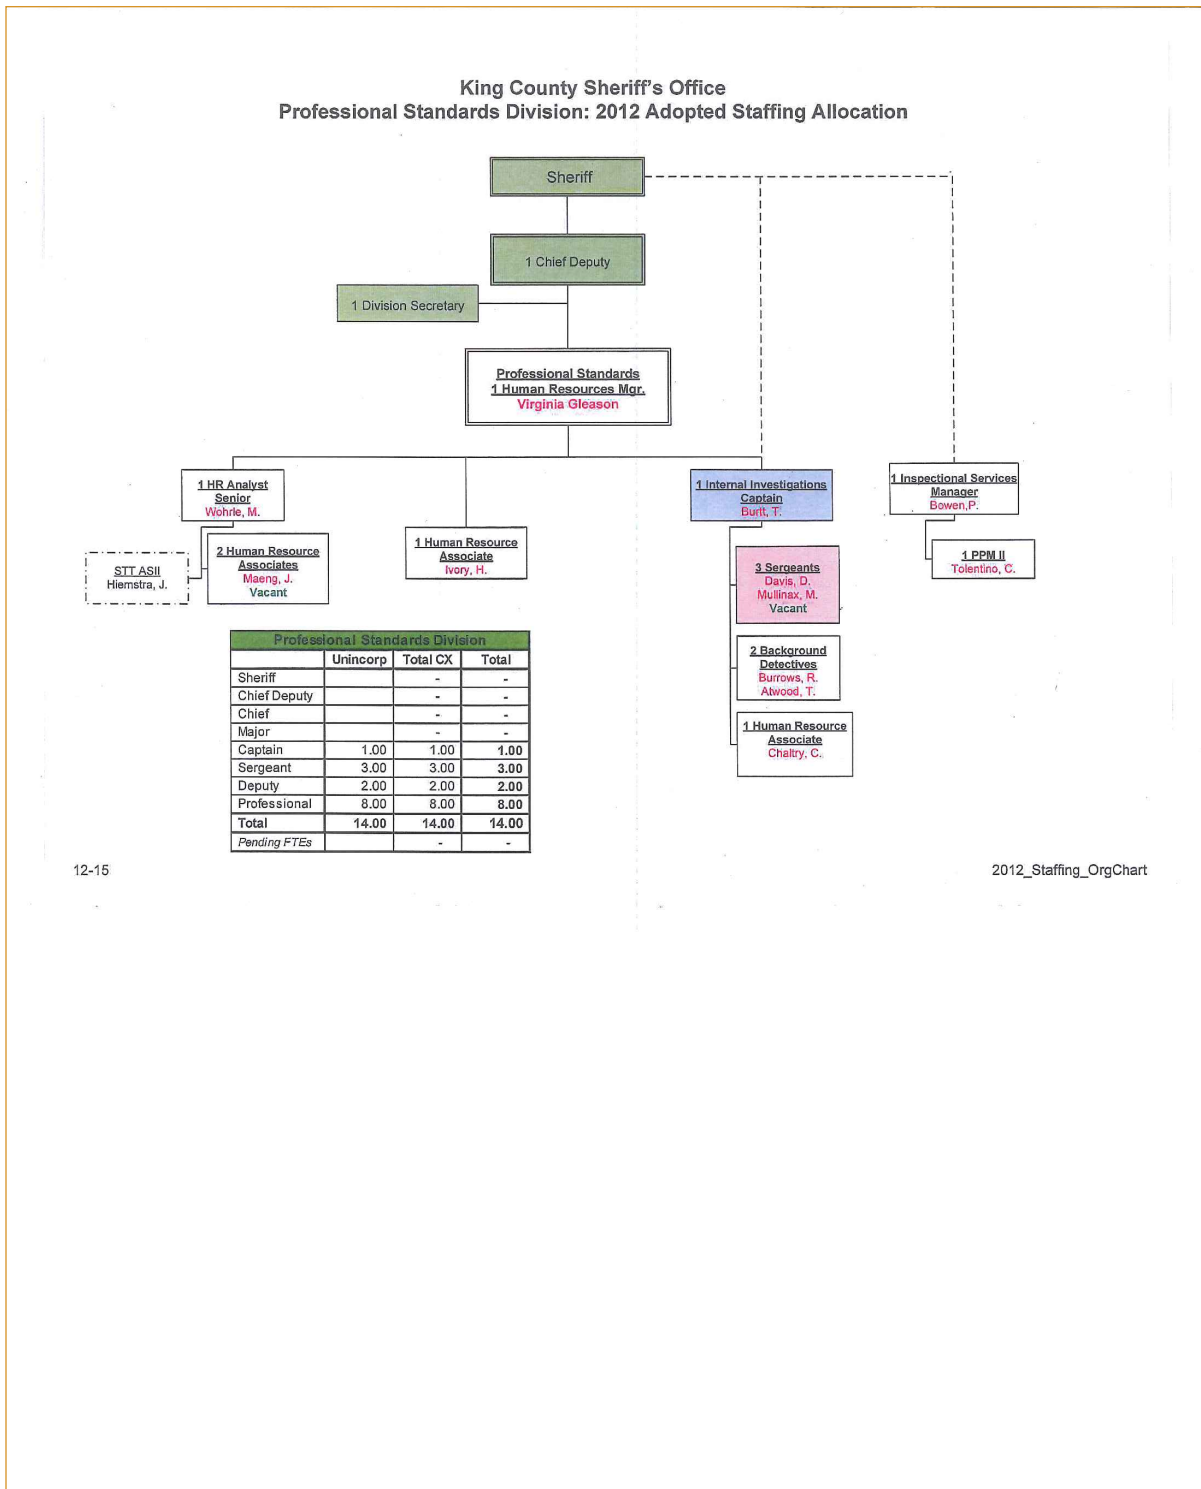 King County Sheriff's Office
Professional Standards Division: 2012 Adopted Staffing Allocation
Sheriff
1 Chief Deputy
1 Division Secretary
Professional Standards
1 Human Resources Mgr.
Virginia Gleason
1 HR Analyst
Senior
Wohrle, M.
STT ASII
Hiemstra, J.
2 Human Resource
Associates
Maeng, J.
Vacant
1 Human Resource
Associate
Ivory, H.
1 Internal Investigations
Captain
Burtt, T.
3 Sergeants
Davis, D.
Mullinax, M.
Vacant
2 Background
Detectives
Burrows, R.
Atwood, T.
1 Human Resource
Associate
Chaltry, C.
1 Inspectional Services
Manager
Bowen,P.
1 PPM II
Tolentino, C.
Professional Standards Division
Unincorp Total CX Total
Sheriff - -
Chief Deputy - -
Chief - -
Major - -
Captain 1.00 1.00 1.00
Sergeant 3.00 3.00 3.00
Deputy 2.00 2.00 2.00
Professional 8.00 8.00 8.00
Total 14.00 14.00 14.00
Pending FTEs - -
12-15
2012_Staffing_OrgChart